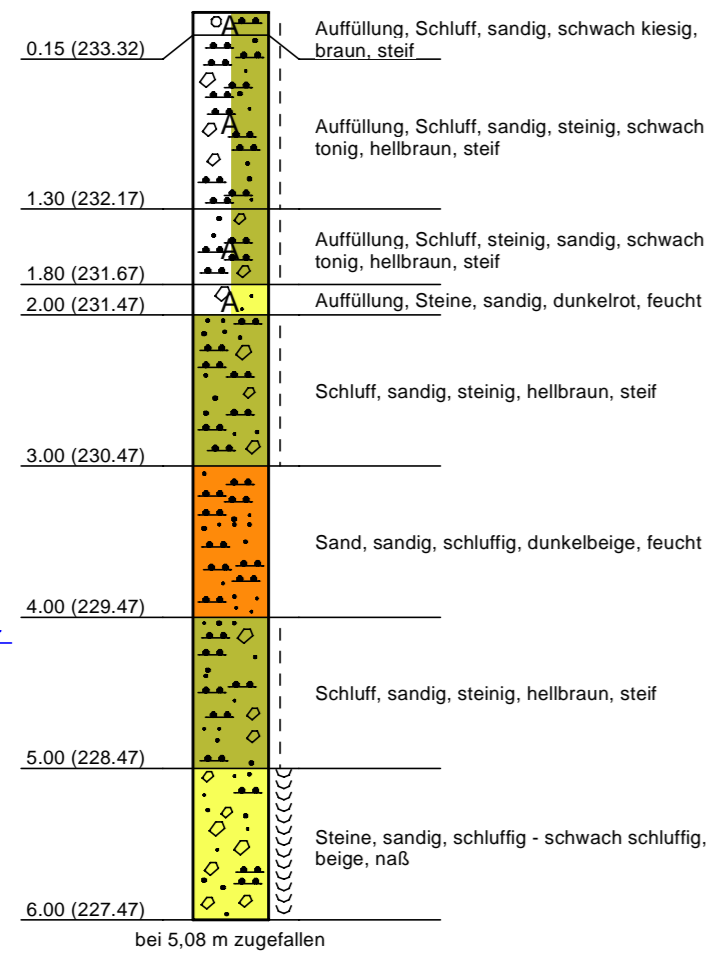 A
Auffüllung, Schluff, sandig, schwach kiesig,
braun, steif
0.15 (233.32)
A
Auffüllung, Schluff, sandig, steinig, schwach
tonig, hellbraun, steif
1.30 (232.17)
A
Auffüllung, Schluff, steinig, sandig, schwach
tonig, hellbraun, steif
1.80 (231.67)
A
Auffüllung, Steine, sandig, dunkelrot, feucht
2.00 (231.47)
Schluff, sandig, steinig, hellbraun, steif
3.00 (230.47)
Sand, sandig, schluffig, dunkelbeige, feucht
4.00 (229.47)
Schluff, sandig, steinig, hellbraun, steif
5.00 (228.47)
Steine, sandig, schluffig - schwach schluffig,
beige, naß
6.00 (227.47)
bei 5,08 m zugefallen